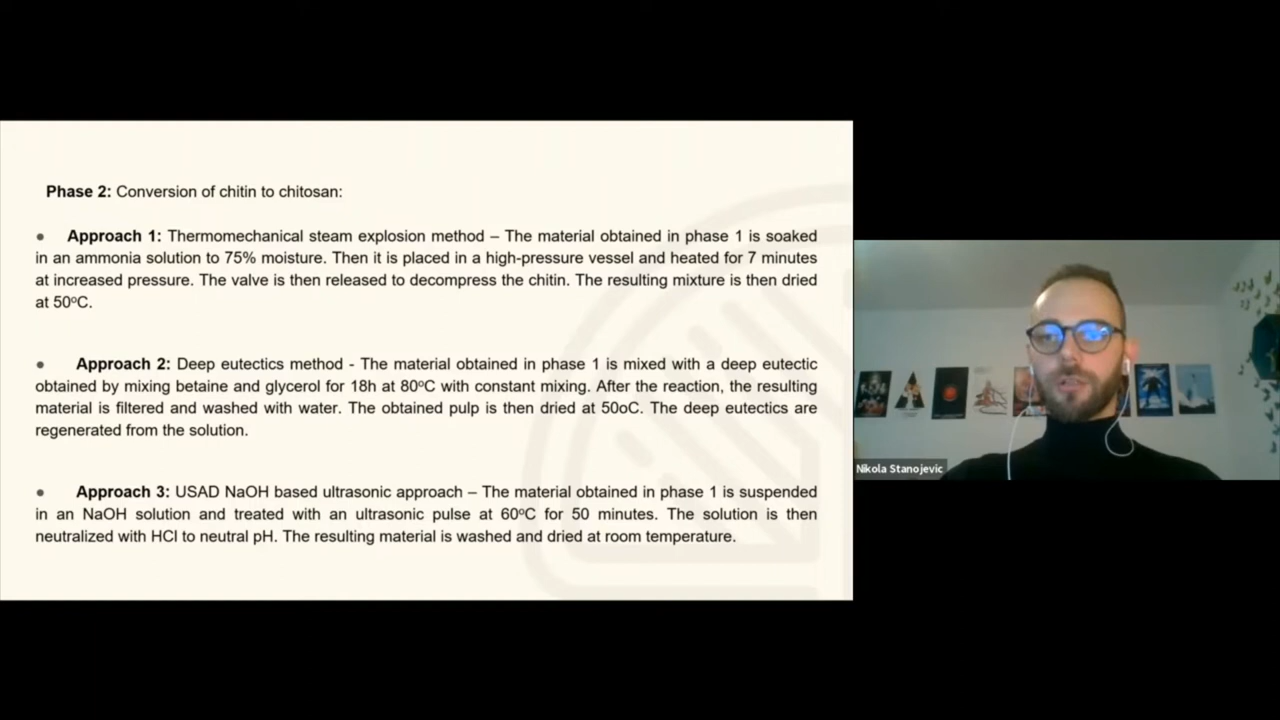 Phase 2: Conversion of chitin to chitosan:
● Approach 1: Thermomechanical steam explosion method – The material obtained in phase 1 is soaked
in an ammonia solution to 75% moisture. Then it is placed in a high-pressure vessel and heated for 7 minutes
at increased pressure. The valve is then released to decompress the chitin. The resulting mixture is then dried
at 50ºC.
● Approach 2: Deep eutectics method - The material obtained in phase 1 is mixed with a deep eutectic
obtained by mixing betaine and glycerol for 18h at 80ºC with constant mixing. After the reaction, the resulting
material is filtered and washed with water. The obtained pulp is then dried at 50oC. The deep eutectics are
regenerated from the solution.
● Approach 3: USAD NaOH based ultrasonic approach – The material obtained in phase 1 is suspended
in an NaOH solution and treated with an ultrasonic pulse at 60ºC for 50 minutes. The solution is then
neutralized with HCl to neutral pH. The resulting material is washed and dried at room temperature.
Nikola Stanojevic